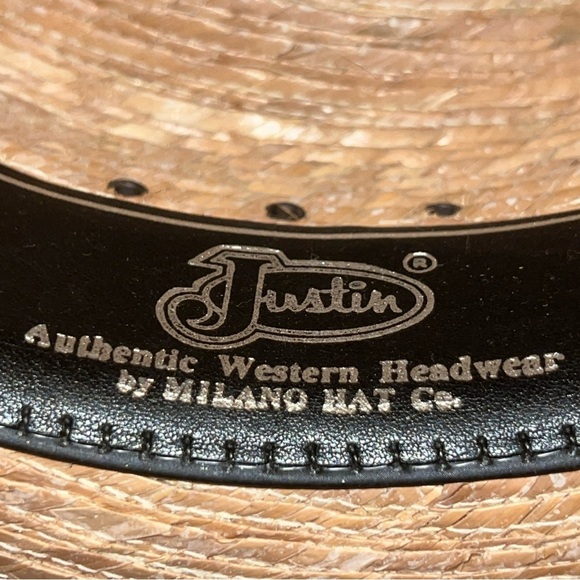 Justin®
Authentic Western Headwear
by MILANO HAT Co.